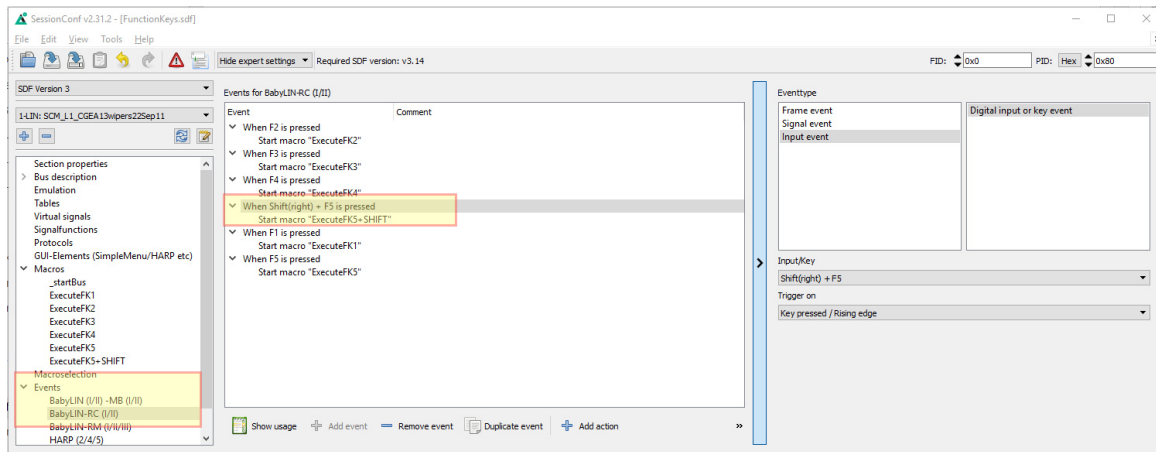 SessionConf v2.31.2 - [FunctionKeys.sdf]
File Edit View Tools Help
Hide expert settings Required SDF version: v3.14 FID: 0x0 PID: Hex 0x80
SDF Version 3
1-LIN: SCM_L1_CGEA13wipers22Sep11
Section properties
Bus description
Emulation
Tables
Virtual signals
Signalfunctions
Protocols
GUI-Elements (SimpleMenu/HARP etc)
Macros
_startBus
ExecuteFK1
ExecuteFK2
ExecuteFK3
ExecuteFK4
ExecuteFK5
ExecuteFK5+SHIFT
Macroselection
Events
BabyLIN (I/II) -MB (I/II)
BabyLIN-RC (I/II)
BabyLIN-RM (I/II/III)
HARP (2/4/5)
Events for BabyLIN-RC (I/II)
Event Comment
When F2 is pressed
Start macro "ExecuteFK2"
When F3 is pressed
Start macro "ExecuteFK3"
When F4 is pressed
Start macro "ExecuteFK4"
When Shift(right) + F5 is pressed
Start macro "ExecuteFK5+SHIFT"
When F1 is pressed
Start macro "ExecuteFK1"
When F5 is pressed
Start macro "ExecuteFK5"
Show usage Add event Remove event Duplicate event Add action »
Eventtype
Frame event
Signal event
Input event
Digital input or key event
Input/Key
Shift(right) + F5
Trigger on
Key pressed / Rising edge